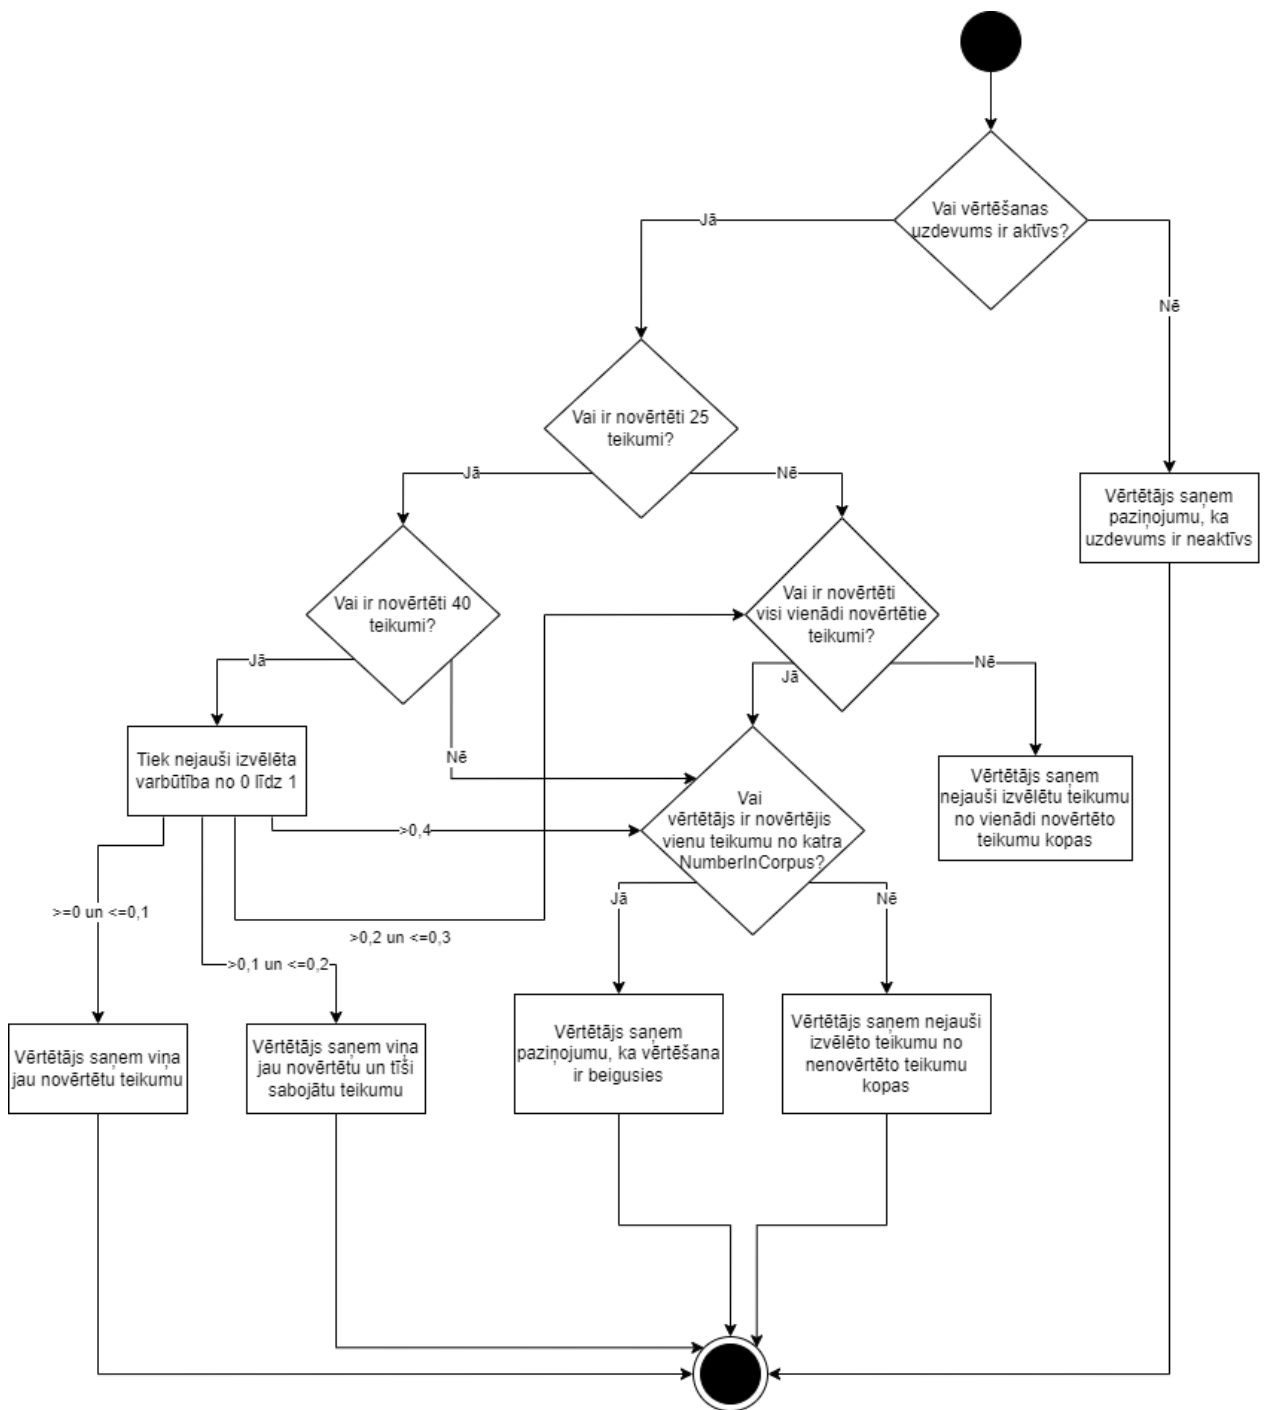 Vai vērtēšanas
uzdevums ir aktīvs?
Jā
Nē
Vai ir novērtēti 25
teikumi?
Jā
Nē
Vērtētājs saņem
paziņojumu, ka
uzdevums ir neaktīvs
Vai ir novērtēti 40
teikumi?
Vai ir novērtēti
visi vienādi novērtētie
teikumi?
Jā
Nē
Jā
Nē
Tiek nejauši izvēlēta
varbūtība no 0 līdz 1
Vērtētājs saņem
nejauši izvēlētu teikumu
no vienādi novērtēto
teikumu kopas
Vai
vērtētājs ir novērtējis
vienu teikumu no katra
NumberInCorpus?
>0,4
Jā
Nē
>=0 un <=0,1
>0,2 un <=0,3
>0,1 un <=0,2
Vērtētājs saņem viņa
jau novērtētu teikumu
Vērtētājs saņem viņa
jau novērtētu un tīši
sabojātu teikumu
Vērtētājs saņem
paziņojumu, ka vērtēšana
ir beigusies
Vērtētājs saņem nejauši
izvēlēto teikumu no
nenovērtēto teikumu
kopas